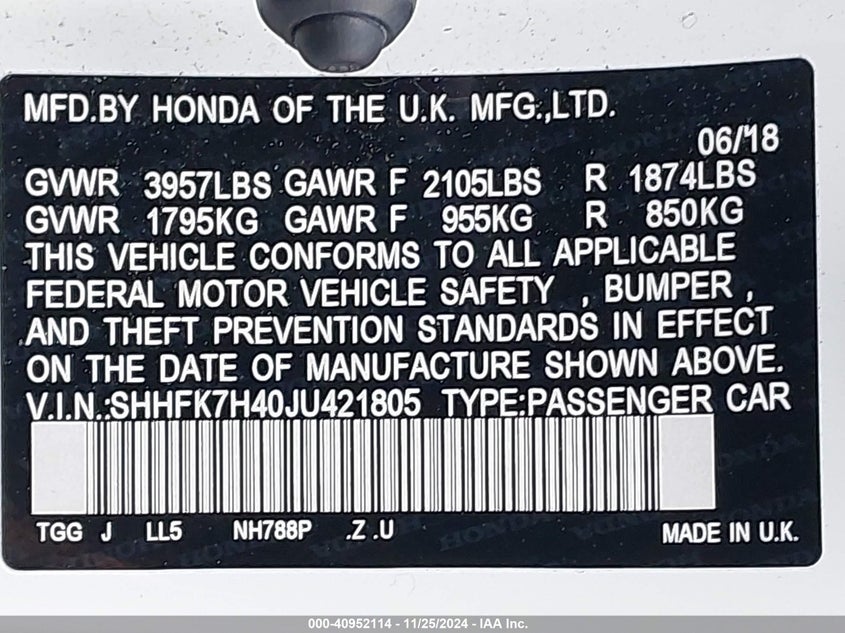 MFD.BY HONDA OF THE U.K. MFG.,LTD.
06/18
GVWR 3957LBS GAWR F 2105LBS R 1874LBS
GVWR 1795KG GAWR F 955KG R 850KG
THIS VEHICLE CONFORMS TO ALL APPLICABLE
FEDERAL MOTOR VEHICLE SAFETY , BUMPER ,
AND THEFT PREVENTION STANDARDS IN EFFECT
ON THE DATE OF MANUFACTURE SHOWN ABOVE.
V.I.N.:SHHFK7H40JU421805 TYPE:PASSENGER CAR
TGG J LL5 NH788P .Z .U MADE IN U.K.
000-40952114 - 11/25/2024 - IAA Inc.